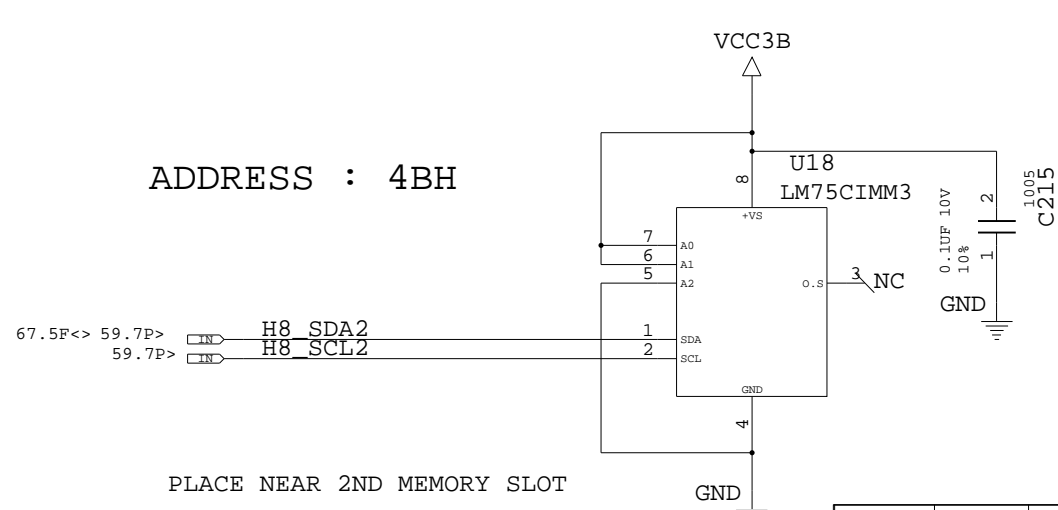 VCC3B
ADDRESS : 4BH
U18
LM75CIMM3
8
+VS
0.1UF 10V
10%
2
1
1005
C215
GND
7
A0
6
A1
5
A2
O.S
3
NC
67.5F<> 59.7P>
IN
H8_SDA2
1
SDA
59.7P>
IN
H8_SCL2
2
SCL
GND
4
PLACE NEAR 2ND MEMORY SLOT
GND